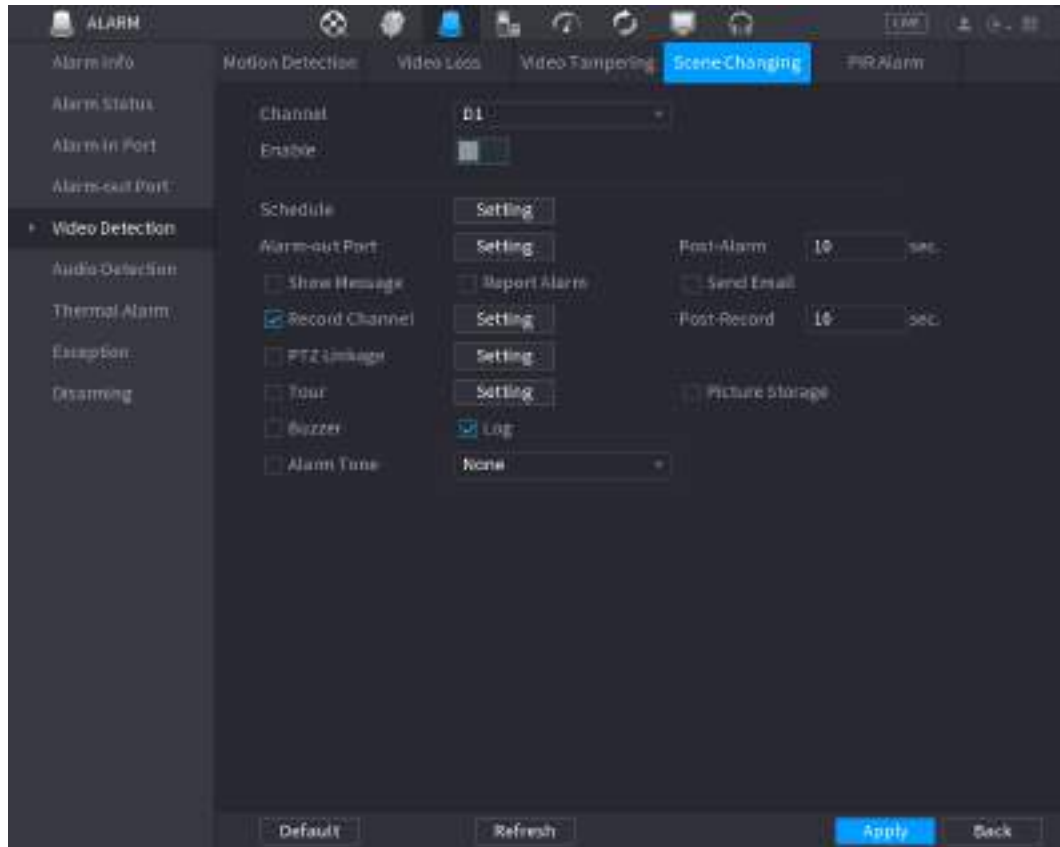 ALARM LIVE
Alarm Info Motion Detection Video Loss Video Tampering Scene Changing PIR Alarm
Alarm Status
Channel D1
Alarm-in Port
Enable
Alarm-out Port
Schedule Setting
Video Detection
Alarm-out Port Setting Post-Alarm 10 sec.
Audio Detection
Show Message Report Alarm Send Email
Thermal Alarm
Record Channel Setting Post-Record 10 sec.
Exception
PTZ Linkage Setting
Disarming
Tour Setting Picture Storage
Buzzer Log
Alarm Tone None
Default Refresh Apply Back